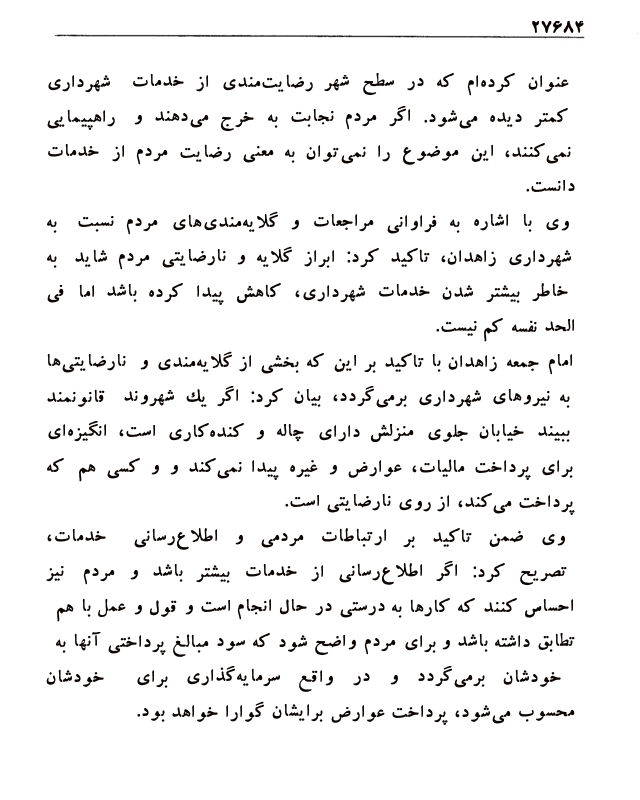 ۲۷۶۸۴
عنوان کرده‌ام که در سطح شهر رضایت‌مندی از خدمات شهرداری
کمتر دیده می‌شود. اگر مردم نجابت به خرج می‌دهند و راهپیمایی
نمی‌کنند، این موضوع را نمی‌توان به معنی رضایت مردم از خدمات
دانست.
وی با اشاره به فراوانی مراجعات و گلایه‌مندی‌های مردم نسبت به
شهرداری زاهدان، تاکید کرد: ابراز گلایه و نارضایتی مردم شاید به
خاطر بیشتر شدن خدمات شهرداری، کاهش پیدا کرده باشد اما فی
الحد نفسه کم نیست.
امام جمعه زاهدان با تاکید بر این که بخشی از گلایه‌مندی و نارضایتی‌ها
به نیروهای شهرداری برمی‌گردد، بیان کرد: اگر یك شهروند قانونمند
ببیند خیابان جلوی منزلش دارای چاله و کنده‌کاری است، انگیزه‌ای
برای پرداخت مالیات، عوارض و غیره پیدا نمی‌کند و و کسی هم که
پرداخت می‌کند، از روی نارضایتی است.
وی ضمن تاکید بر ارتباطات مردمی و اطلاع‌رسانی خدمات،
تصریح کرد: اگر اطلاع‌رسانی از خدمات بیشتر باشد و مردم نیز
احساس کنند که کارها به درستی در حال انجام است و قول و عمل با هم
تطابق داشته باشد و برای مردم واضح شود که سود مبالغ پرداختی آنها به
خودشان برمی‌گردد و در واقع سرمایه‌گذاری برای خودشان
محسوب می‌شود، پرداخت عوارض برایشان گوارا خواهد بود.